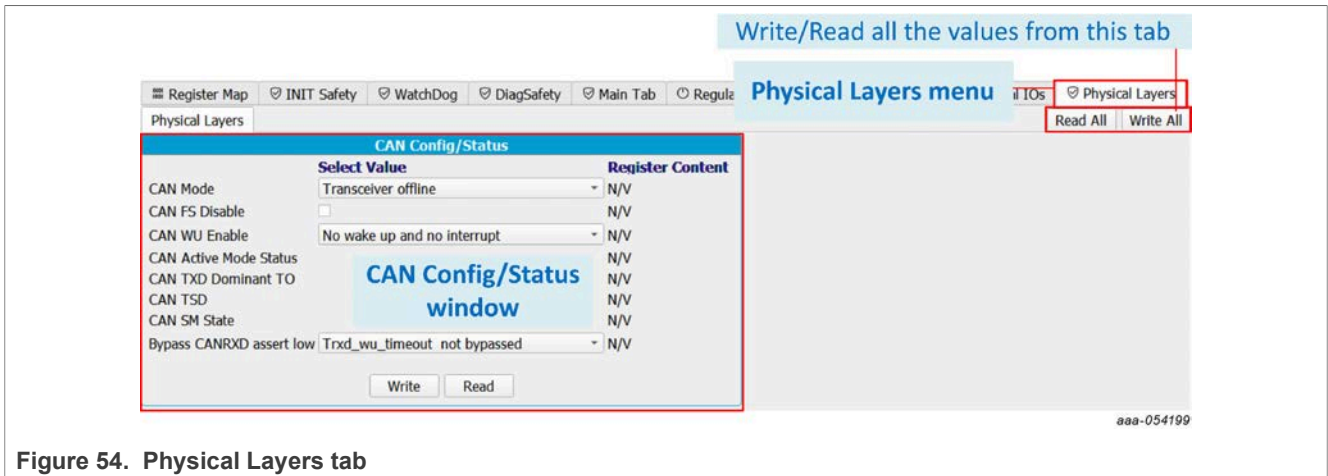 Write/Read all the values from this tab
Register Map INIT Safety WatchDog DiagSafety Main Tab Regula Physical Layers menu l IOs Physical Layers
Physical Layers Read All Write All
CAN Config/Status
Select Value Register Content
CAN Mode Transceiver offline N/V
CAN FS Disable N/V
CAN WU Enable No wake up and no interrupt N/V
CAN Active Mode Status N/V
CAN TXD Dominant TO N/V
CAN TSD N/V
CAN SM State N/V
CAN Config/Status
window
Bypass CANRXD assert low Trxd_wu_timeout not bypassed N/V
Write Read
aaa-054199
Figure 54. Physical Layers tab